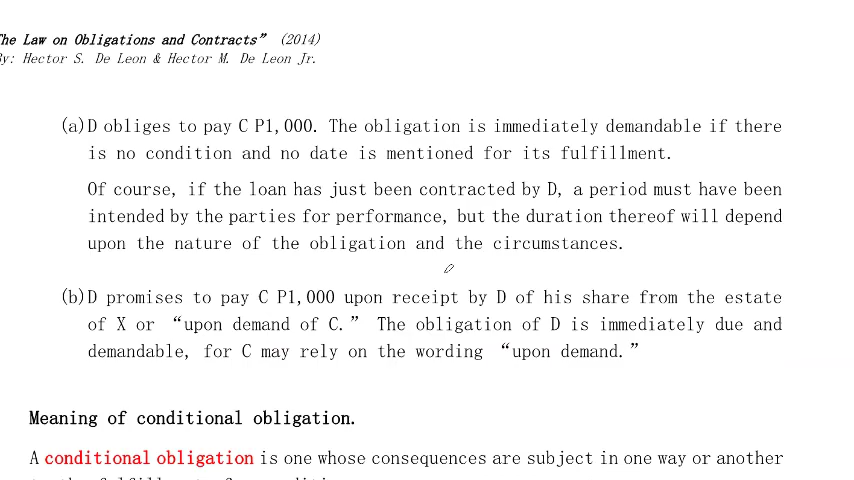 The Law on Obligations and Contracts” (2014)
By: Hector S. De Leon & Hector M. De Leon Jr.
(a) D obliges to pay C P1,000. The obligation is immediately demandable if there
is no condition and no date is mentioned for its fulfillment.
Of course, if the loan has just been contracted by D, a period must have been
intended by the parties for performance, but the duration thereof will depend
upon the nature of the obligation and the circumstances.
(b) D promises to pay C P1,000 upon receipt by D of his share from the estate
of X or “upon demand of C.” The obligation of D is immediately due and
demandable, for C may rely on the wording “upon demand.”
Meaning of conditional obligation.
A conditional obligation is one whose consequences are subject in one way or another